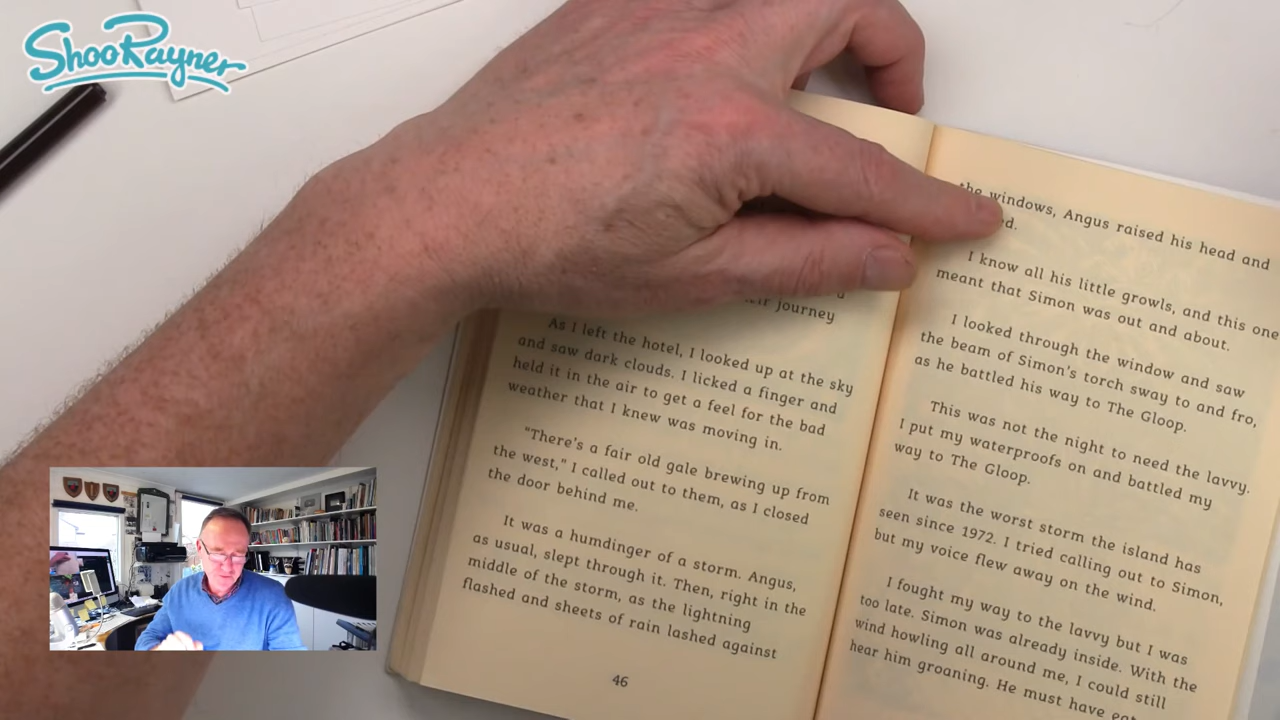 ShooRayner
journey
As I left the hotel, I looked up at the sky
and saw dark clouds. I licked a finger and
held it in the air to get a feel for the bad
weather that I knew was moving in.
“There’s a fair old gale brewing up from
the west,” I called out to them, as I closed
the door behind me.
It was a humdinger of a storm. Angus,
as usual, slept through it. Then, right in the
middle of the storm, as the lightning
flashed and sheets of rain lashed against
46
the windows, Angus raised his head and
I know all his little growls, and this one
meant that Simon was out and about.
I looked through the window and saw
the beam of Simon’s torch sway to and fro,
as he battled his way to The Gloop.
This was not the night to need the lavvy.
I put my waterproofs on and battled my
way to The Gloop.
It was the worst storm the island has
seen since 1972. I tried calling out to Simon,
but my voice flew away on the wind.
I fought my way to the lavvy but I was
too late. Simon was already inside. With the
wind howling all around me, I could still
hear him groaning. He must have